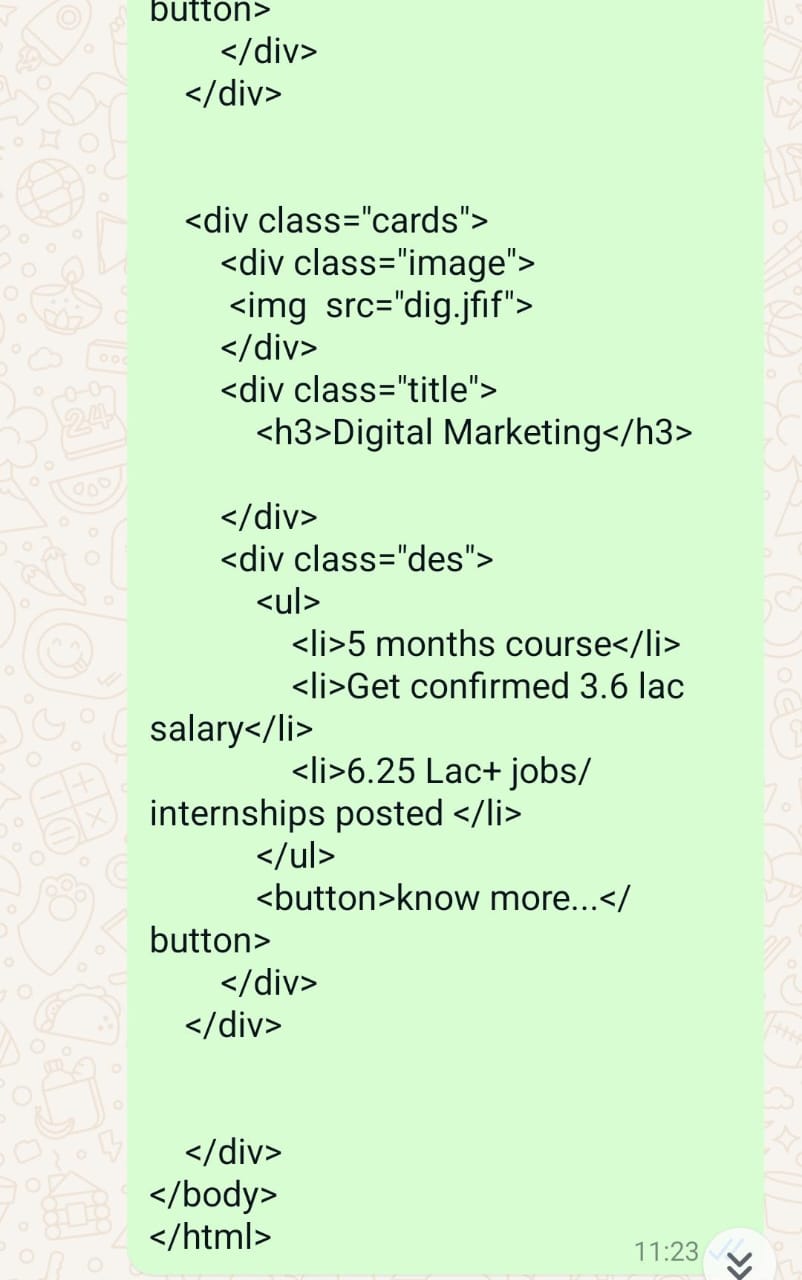 button>
</div>
</div>
<div class="cards">
<div class="image">
<img  src="dig.jfif">
</div>
<div class="title">
<h3>Digital Marketing</h3>
</div>
<div class="des">
<ul>
<li>5 months course</li>
<li>Get confirmed 3.6 lac
salary</li>
<li>6.25 Lac+ jobs/
internships posted </li>
</ul>
<button>know more...</
button>
</div>
</div>
</div>
</body>
</html>
11:23